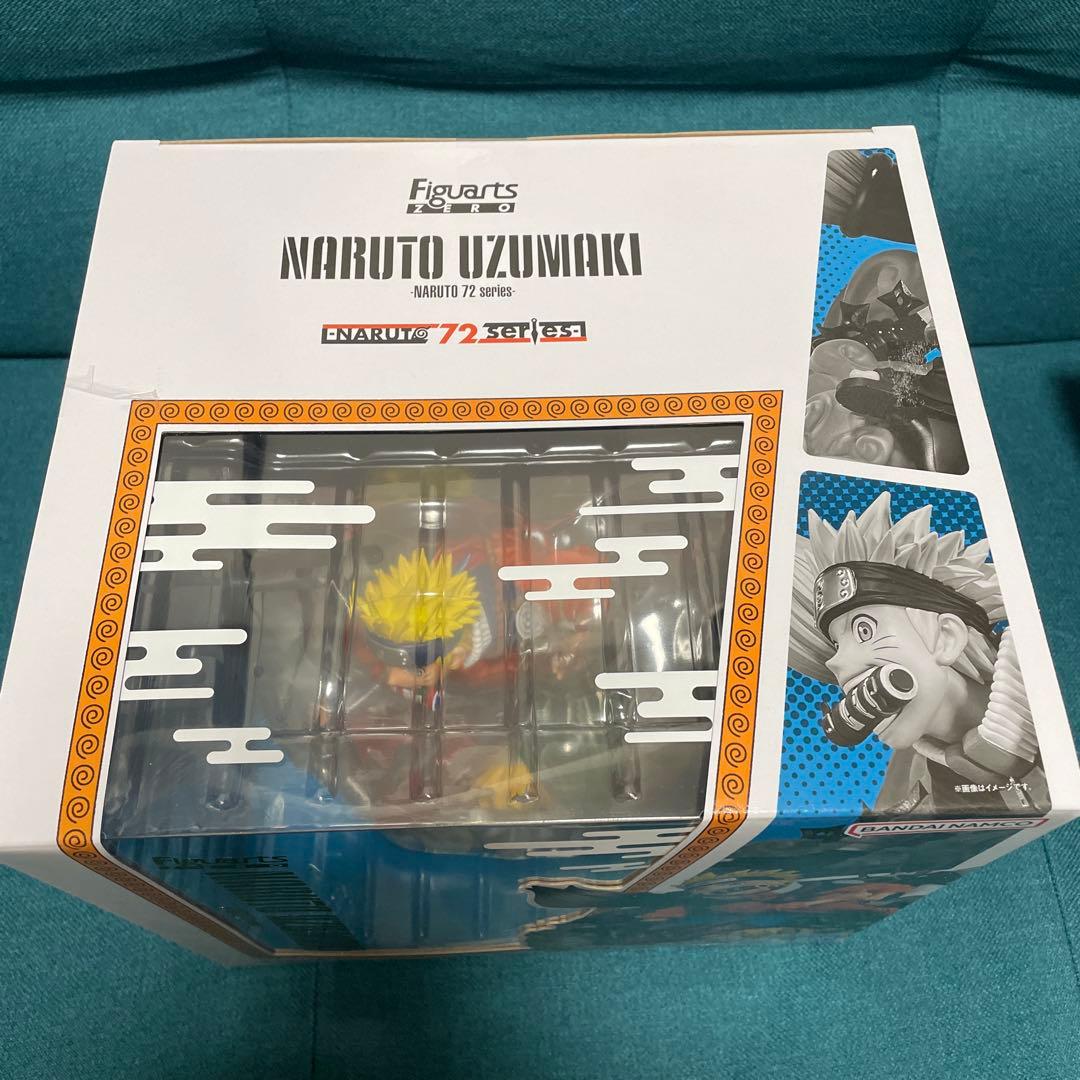 Figuarts
ZERO
NARUTO UZUMAKI
-NARUTO 72 series-
-NARUTO 72 series-
※画像はイメージです。
BANDAI NAMCO
Figuarts